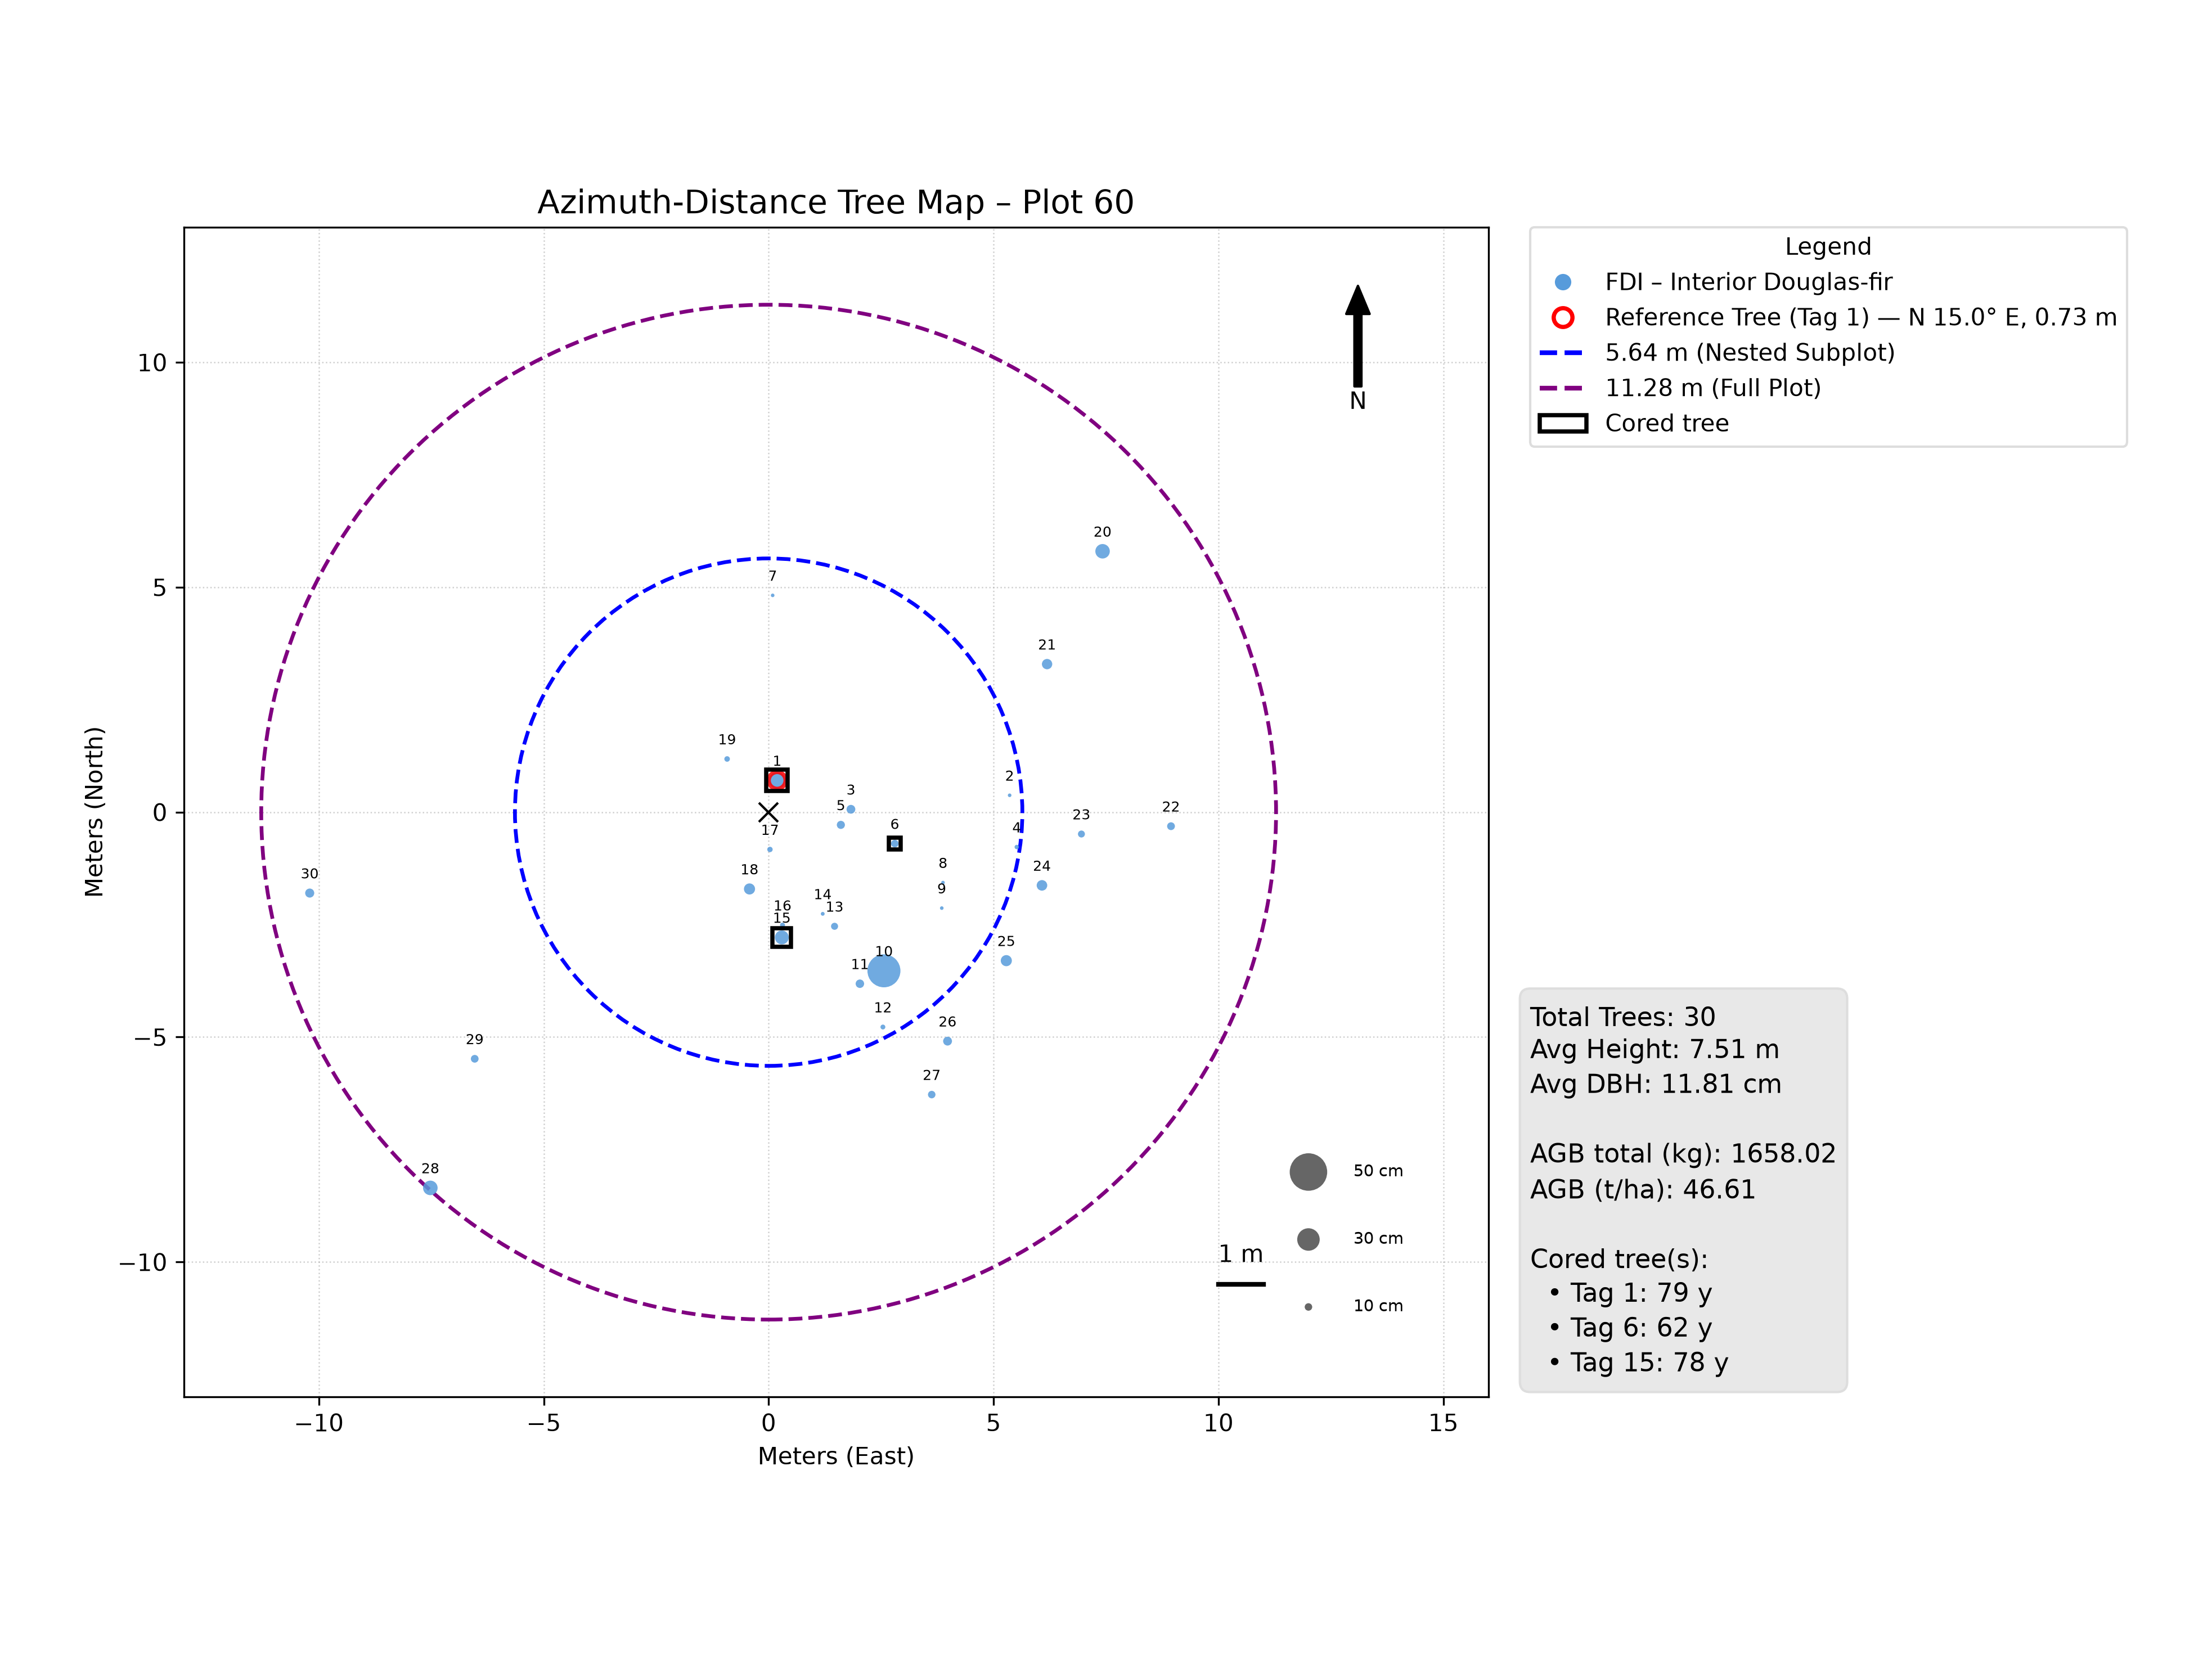 Azimuth-Distance Tree Map – Plot 60
Legend
FDI – Interior Douglas-fir
Reference Tree (Tag 1) — N 15.0° E, 0.73 m
5.64 m (Nested Subplot)
11.28 m (Full Plot)
Cored tree
N
10
5
0
−5
−10
Meters (North)
20
7
21
19
1
2
3
5
22
23
6
4
17
8
24
18
30
9
14
16
13
15
25
10
11
12
26
29
27
28
50 cm
30 cm
1 m
10 cm
−10
−5
0
5
10
15
Meters (East)
Total Trees: 30
Avg Height: 7.51 m
Avg DBH: 11.81 cm
AGB total (kg): 1658.02
AGB (t/ha): 46.61
Cored tree(s):
• Tag 1: 79 y
• Tag 6: 62 y
• Tag 15: 78 y